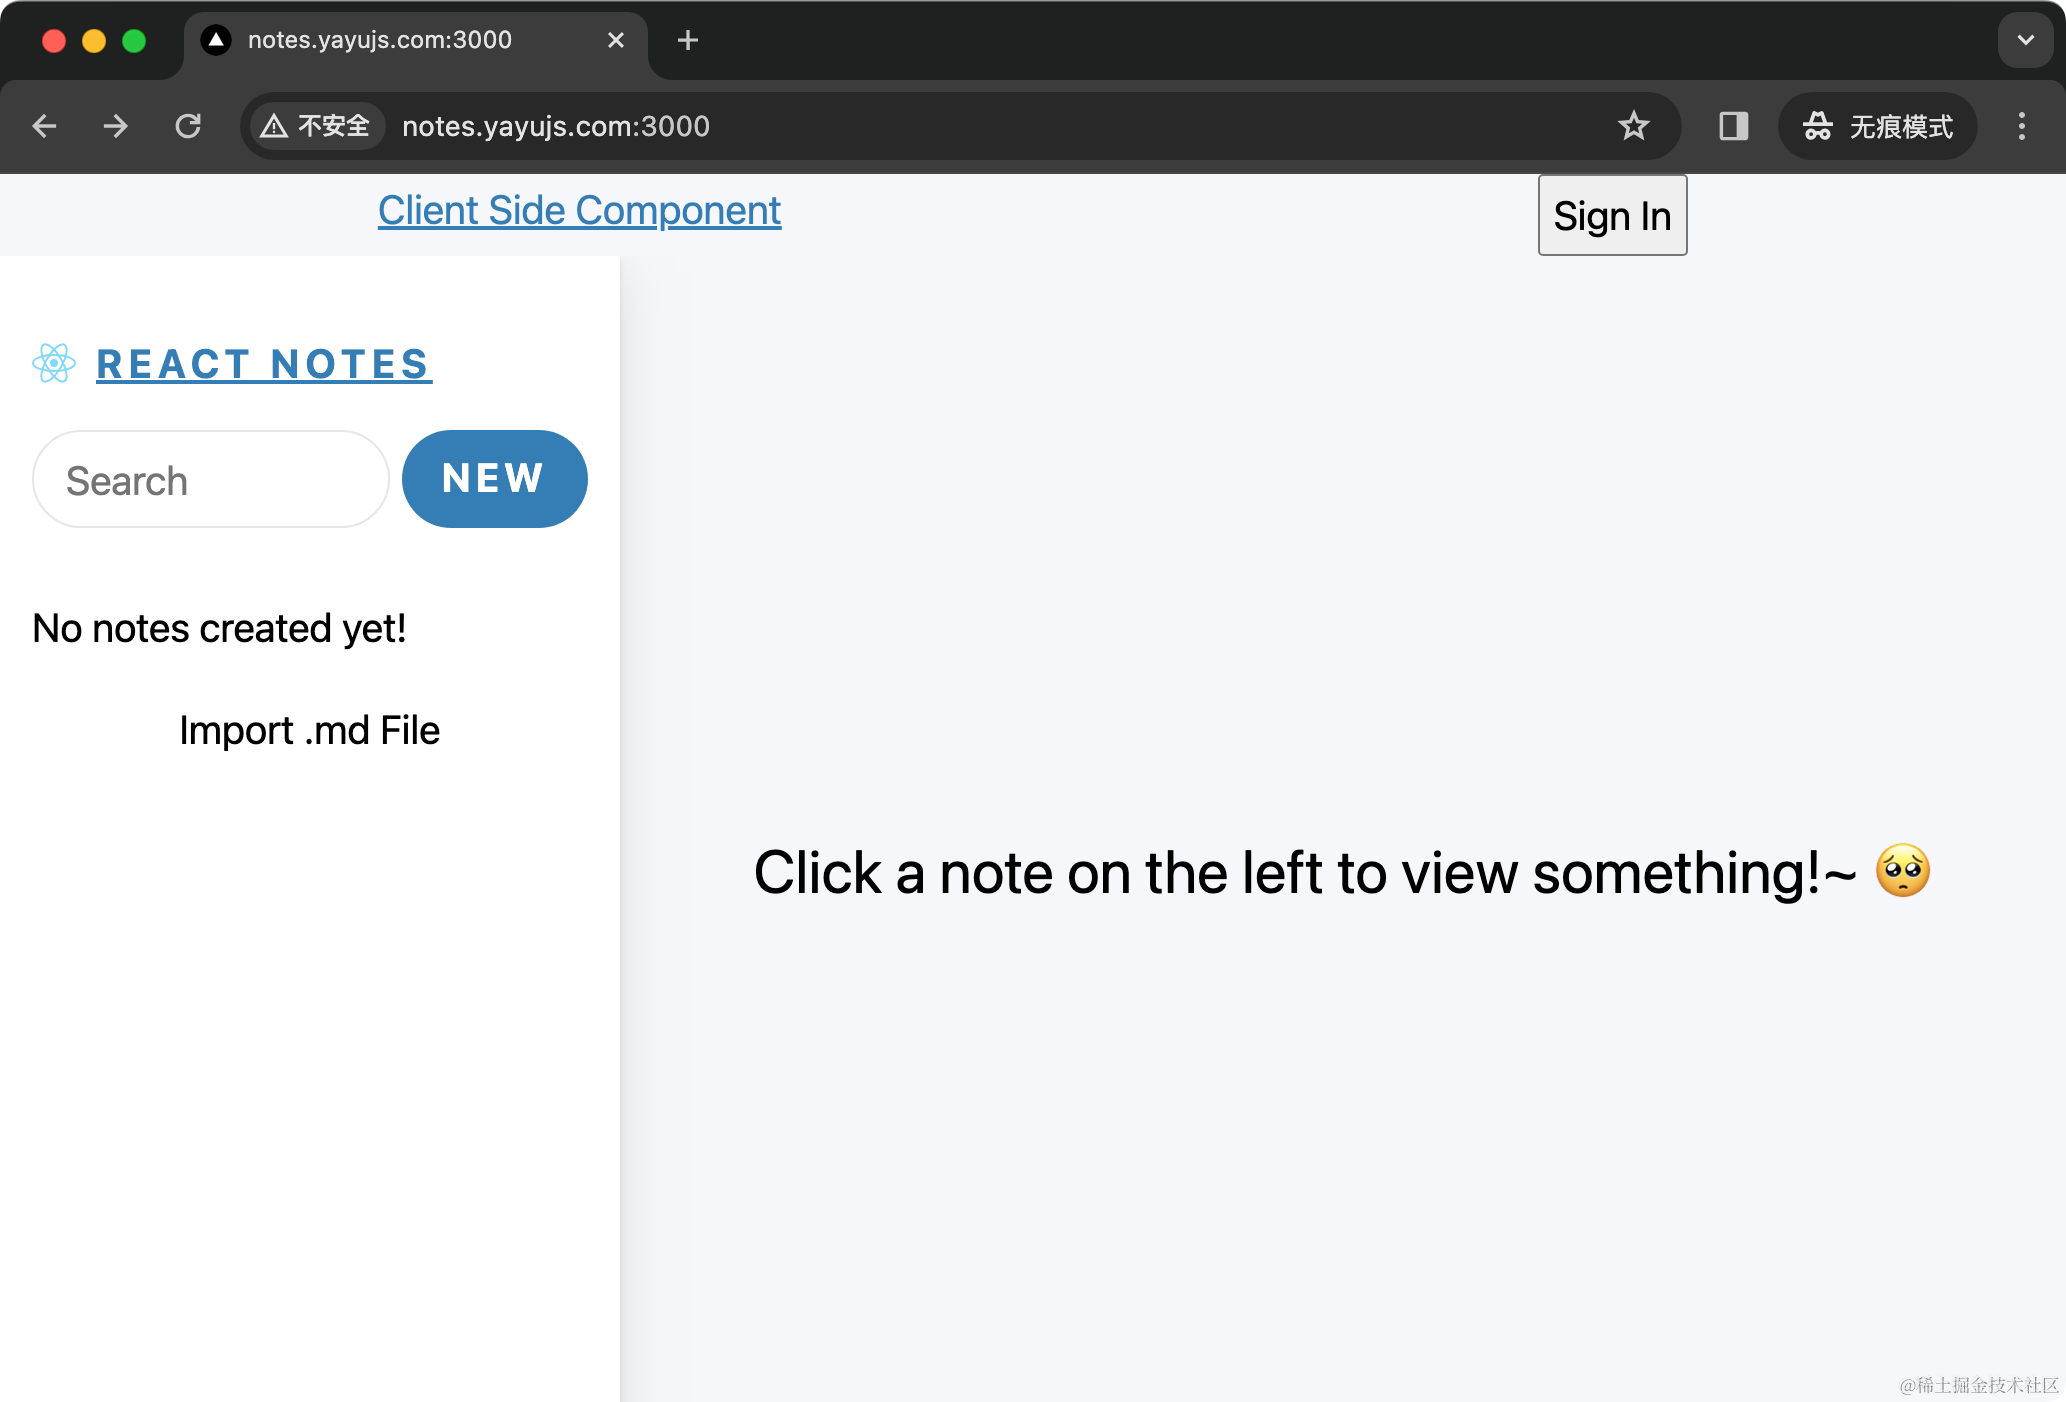 notes.yayujs.com:3000
不安全
notes.yayujs.com:3000
无痕模式
Client Side Component
Sign In
REACT NOTES
Search
NEW
No notes created yet!
Import .md File
Click a note on the left to view something!~ 🥺
@稀土掘金技术社区